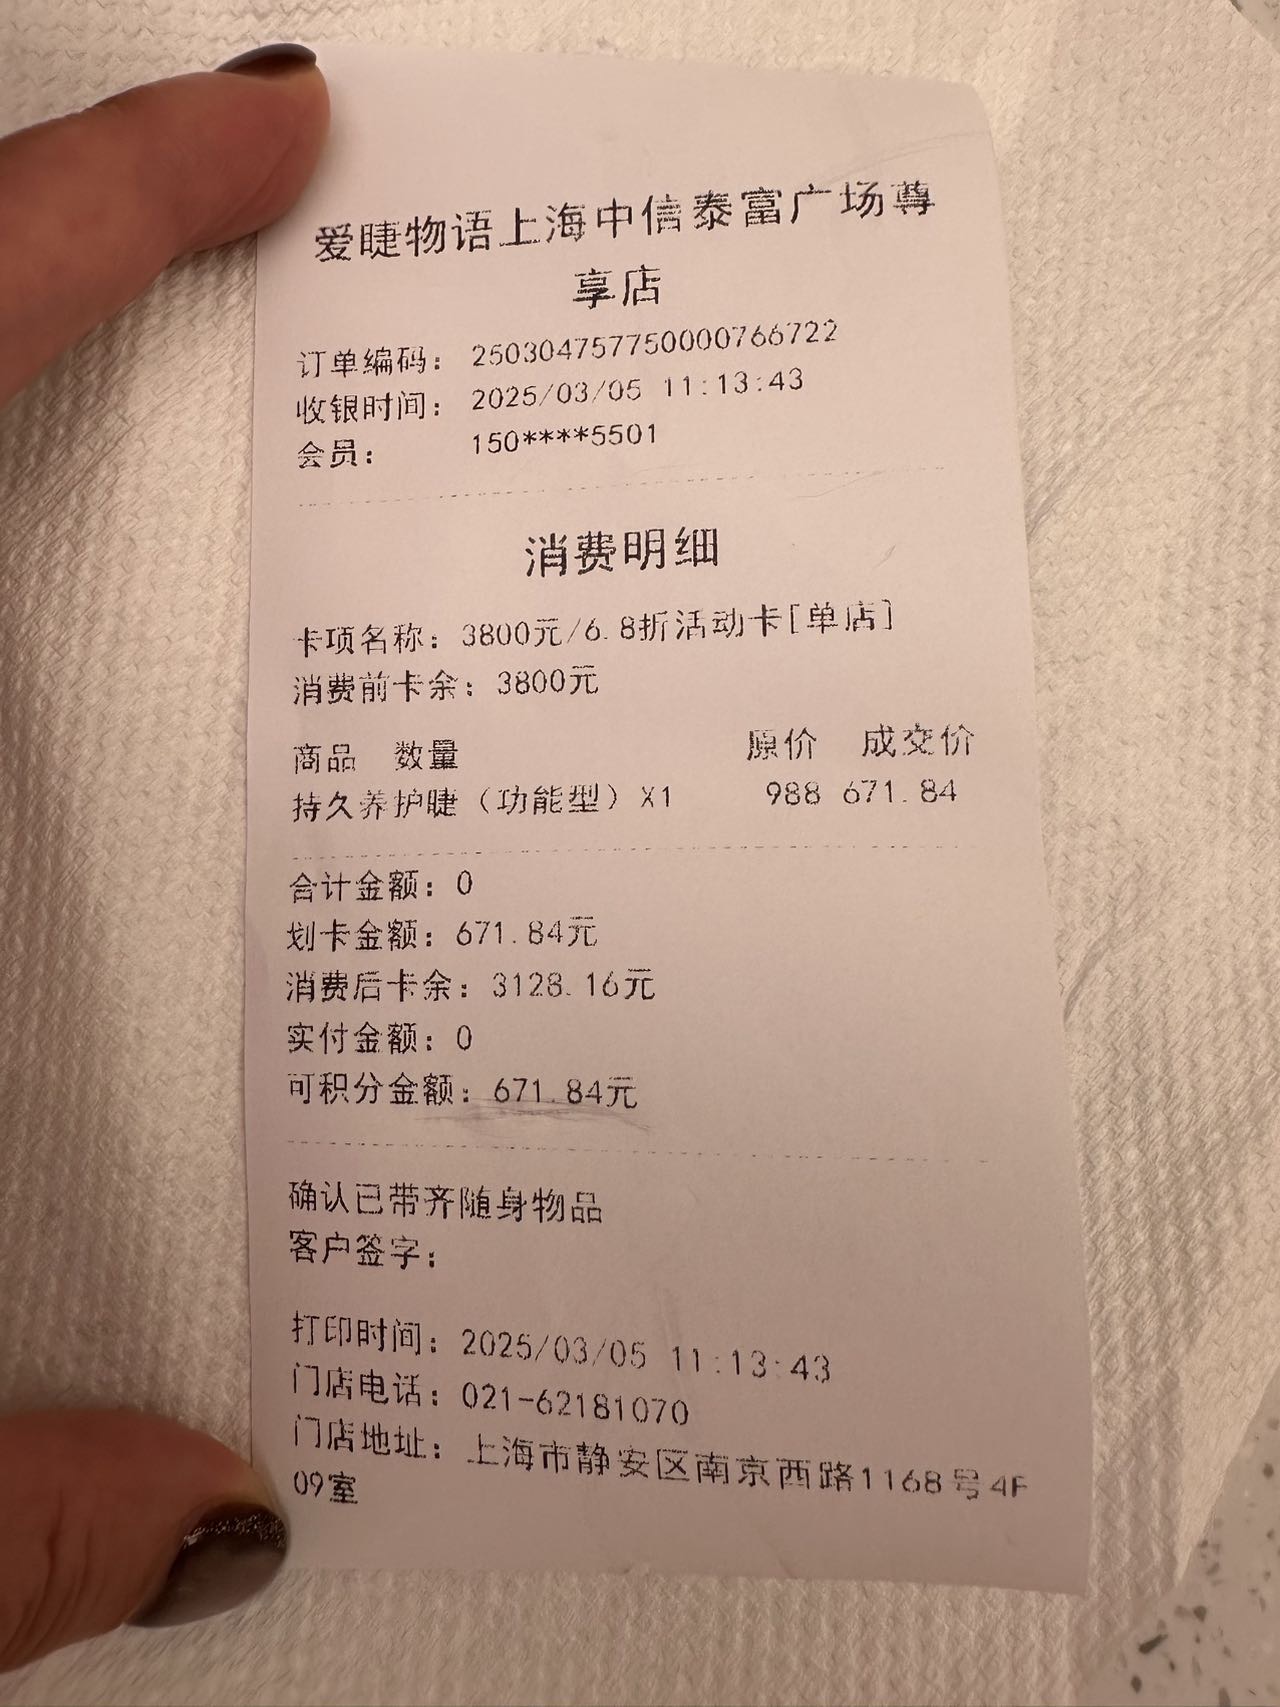 爱睫物语上海中信泰富广场尊
享店
订单编码：250304757750000766722
收银时间：2025/03/05 11:13:43
会员：150****5501
消费明细
卡项名称：3800元/6.8折活动卡[单店]
消费前卡余：3800元
商品 数量 原价 成交价
持久养护睫（功能型）X1 988 671.84
合计金额：0
划卡金额：671.84元
消费后卡余：3128.16元
实付金额：0
可积分金额：671.84元
确认已带齐随身物品
客户签字：
打印时间：2025/03/05 11:13:43
门店电话：021-62181070
门店地址：上海市静安区南京西路1168号4F
09室